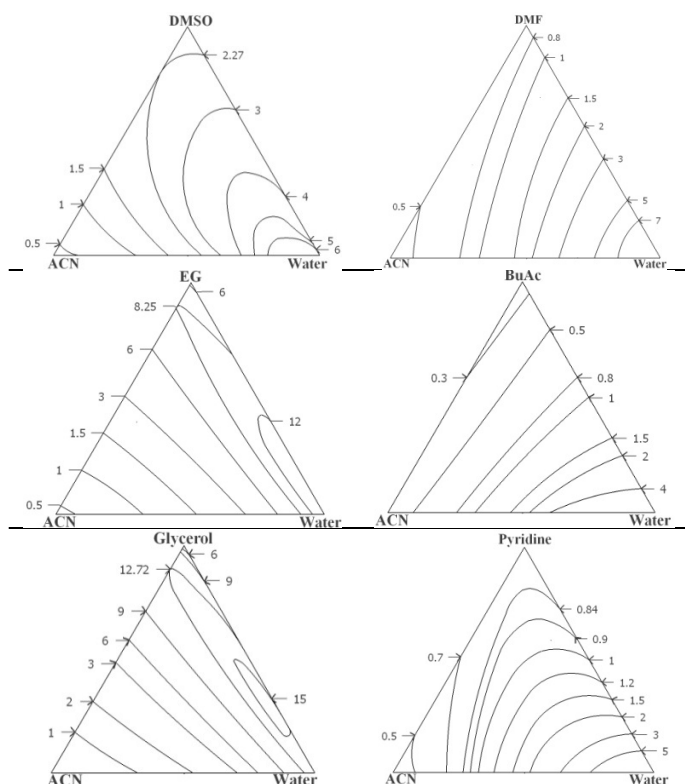 DMSO
2.27
3
1.5
1
4
0.5
5
6
ACN
Water
DMF
0.8
1
1.5
2
3
0.5
5
7
ACN
Water
EG
6
8.25
6
3
12
1.5
1
0.5
ACN
Water
BuAc
0.5
0.3
0.8
1
1.5
2
4
ACN
Water
Glycerol
6
12.72
9
9
6
3
15
2
1
ACN
Water
Pyridine
0.84
0.9
0.7
1
1.2
1.5
2
0.5
3
5
ACN
Water